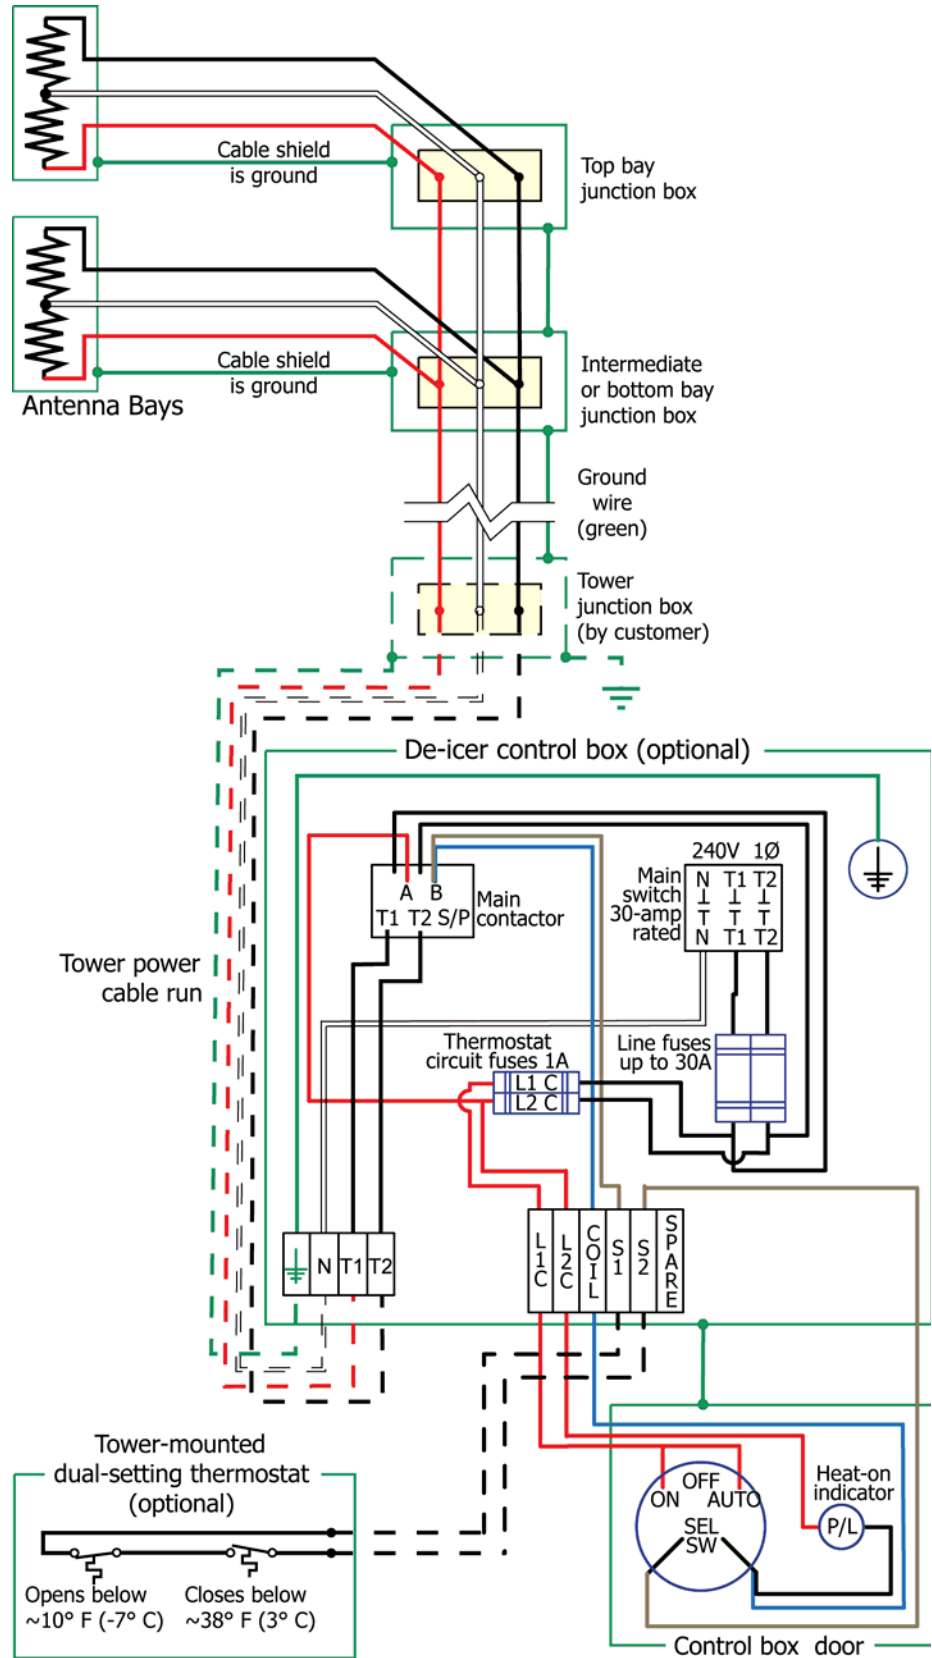 Cable shield
is ground
Top bay
junction box
Cable shield
is ground
Intermediate
or bottom bay
junction box
Antenna Bays
Ground
wire
(green)
Tower
junction box
(by customer)
De-icer control box (optional)
240V 1Ø
Main
switch
30-amp
rated
N T1 T2
N T1 T2
A B
T1 T2 S/P
Main
contactor
Tower power
cable run
Thermostat
circuit fuses 1A
L1 C
L2 C
Line fuses
up to 30A
N T1 T2
L1C
L2C
COIL
S1
S2
SPARE
Tower-mounted
dual-setting thermostat
(optional)
Opens below
~10° F (-7° C)
Closes below
~38° F (3° C)
OFF
ON AUTO
SEL
SW
Heat-on
indicator
P/L
Control box door